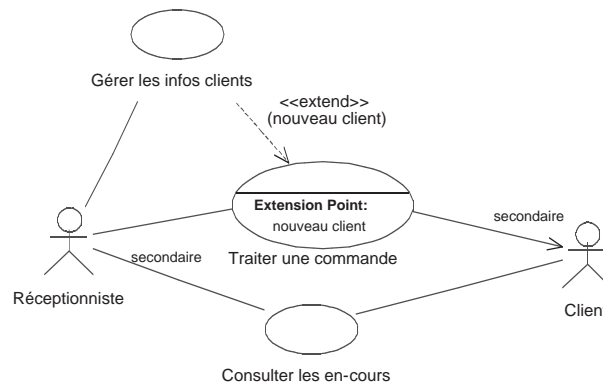 Gérer les infos clients
<<extend>>
(nouveau client)
Extension Point:
nouveau client
secondaire
secondaire
Traiter une commande
Réceptionniste
Client
Consulter les en-cours